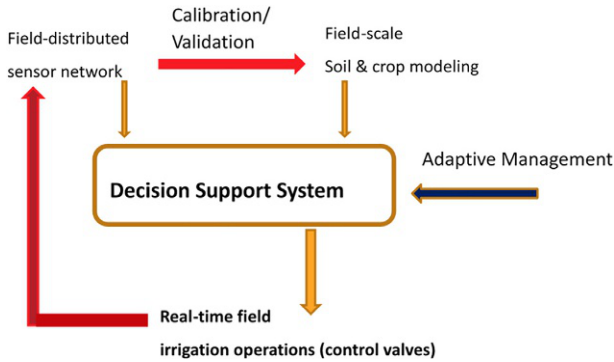 Calibration/
Validation
Field-distributed
sensor network
Field-scale
Soil & crop modeling
Adaptive Management
Decision Support System
Real-time field
irrigation operations (control valves)